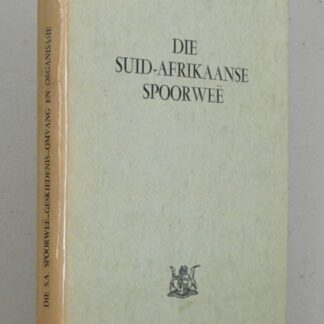 DIE
SUID-AFRIKAANSE
SPOORWEË
DIE S.A SPOORWEË—GESKIEDENIS—OMVANG EN ORGANISASIE